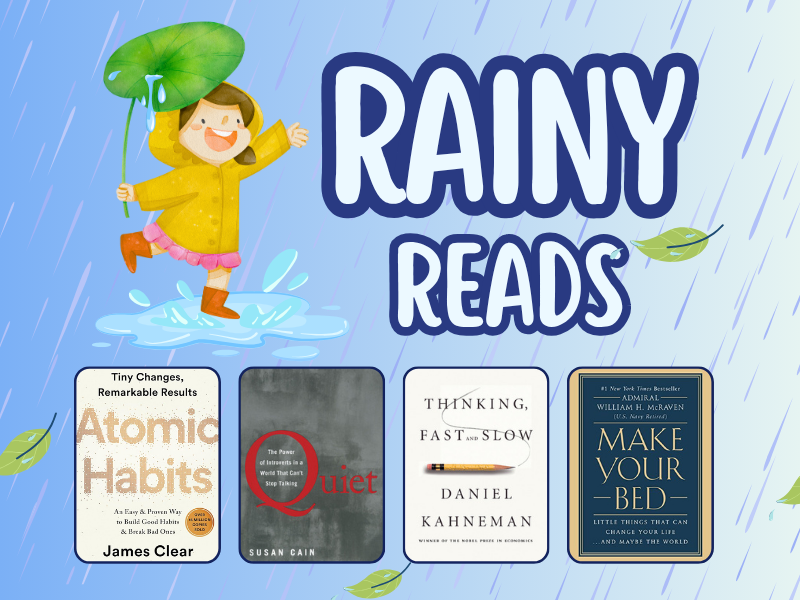 RAINY
READS
Tiny Changes,
Remarkable Results
Atomic
Habits
An Easy & Proven Way
to Build Good Habits
& Break Bad Ones
OVER
James Clear
The Power
of Introverts in a
World That Can't
Stop Talking
Quiet
SUSAN CAIN
THINKING,
FAST AND SLOW
DANIEL
KAHNEMAN
WINNER OF THE NOBEL PRIZE IN ECONOMICS
#1 New York Times Bestseller
ADMIRAL
WILLIAM H. McRAVEN
(U.S. Navy Retired)
MAKE
YOUR
BED
LITTLE THINGS THAT CAN
CHANGE YOUR LIFE
...AND MAYBE THE WORLD